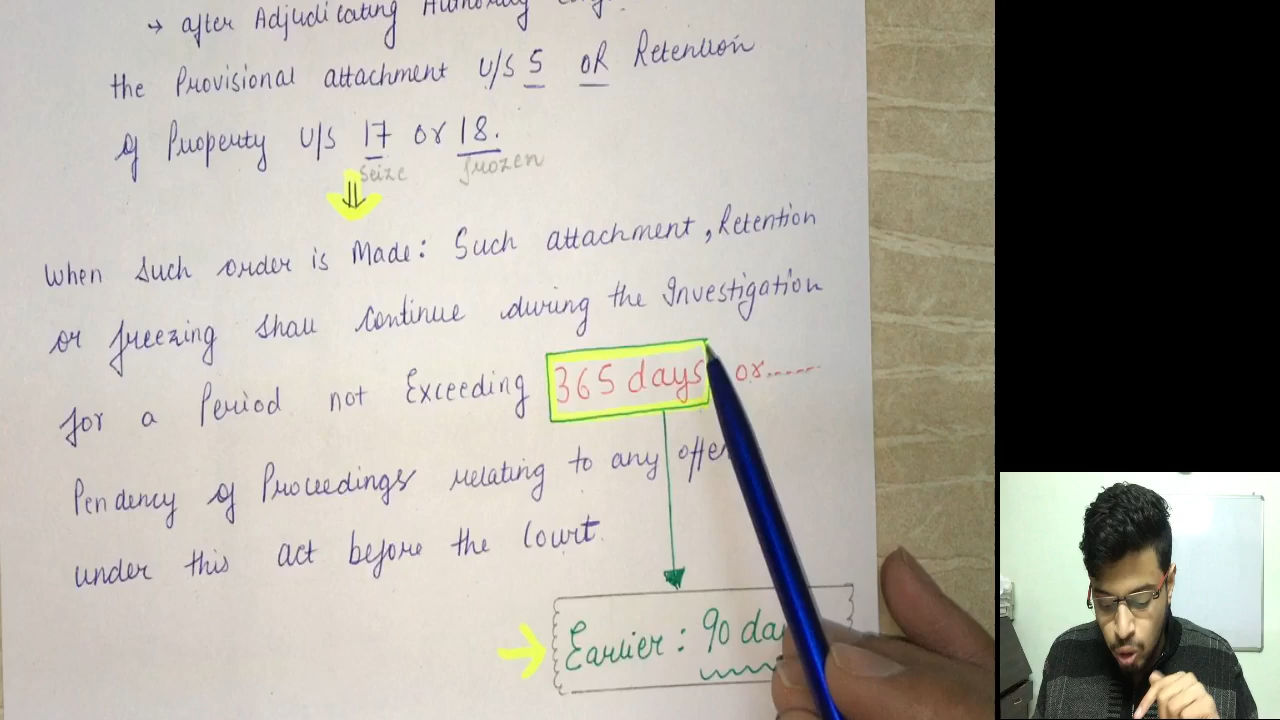 → after Adjudicating Authority
the Provisional attachment U/S 5 OR Retention
of Property U/S 17 or 18.
Seize frozen
When Such order is Made: Such attachment, Retention
or freezing shall Continue during the Investigation
for a Period not Exceeding 365 days or......
Pendency of Proceedings relating to any
under this act before the Court.
Earlier: 90